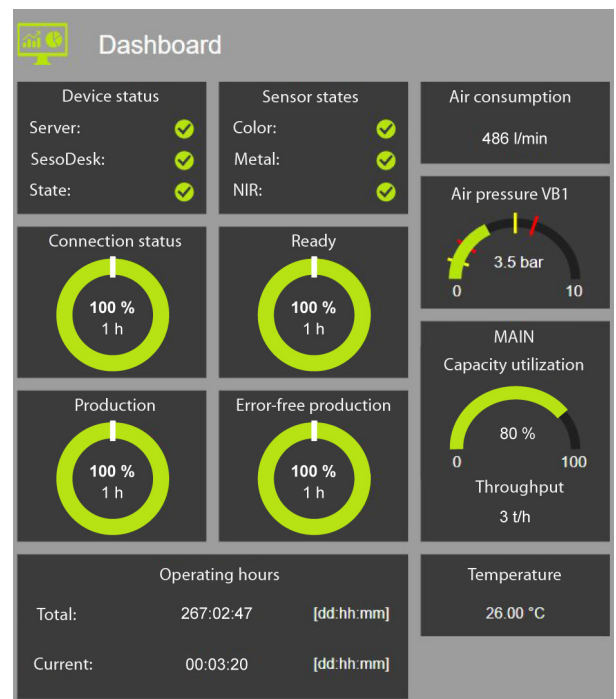 Dashboard
Device status
Server:
SesoDesk:
State:
Sensor states
Color:
Metal:
NIR:
Air consumption
486 l/min
Air pressure VB1
3.5 bar
0 10
Connection status
100 %
1 h
Ready
100 %
1 h
MAIN
Capacity utilization
80 %
0 100
Throughput
3 t/h
Production
100 %
1 h
Error-free production
100 %
1 h
Operating hours
Total: 267:02:47 [dd:hh:mm]
Current: 00:03:20 [dd:hh:mm]
Temperature
26.00 °C